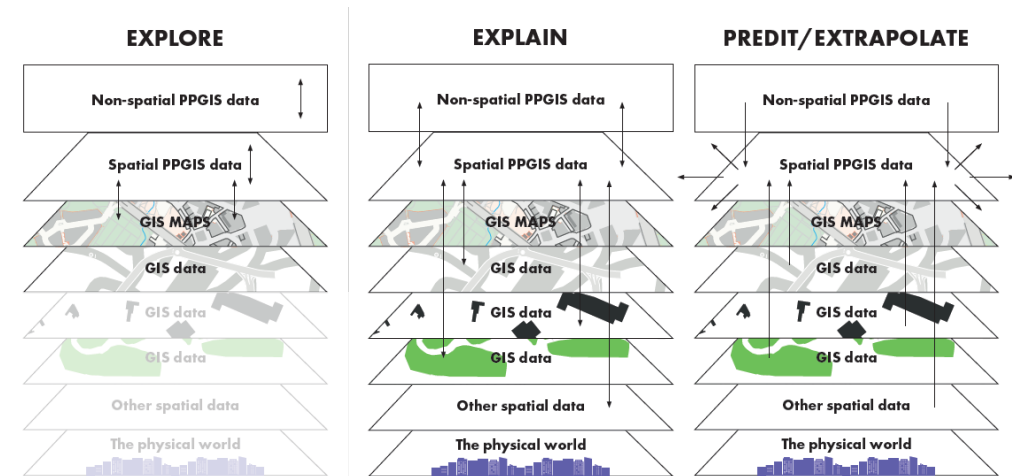 EXPLORE
Non-spatial PPGIS data
Spatial PPGIS data
GIS MAPS
GIS data
GIS data
GIS data
Other spatial data
The physical world
EXPLAIN
Non-spatial PPGIS data
Spatial PPGIS data
GIS MAPS
GIS data
GIS data
GIS data
Other spatial data
The physical world
PREDIT/EXTRAPOLATE
Non-spatial PPGIS data
Spatial PPGIS data
GIS MAPS
GIS data
GIS data
GIS data
Other spatial data
The physical world